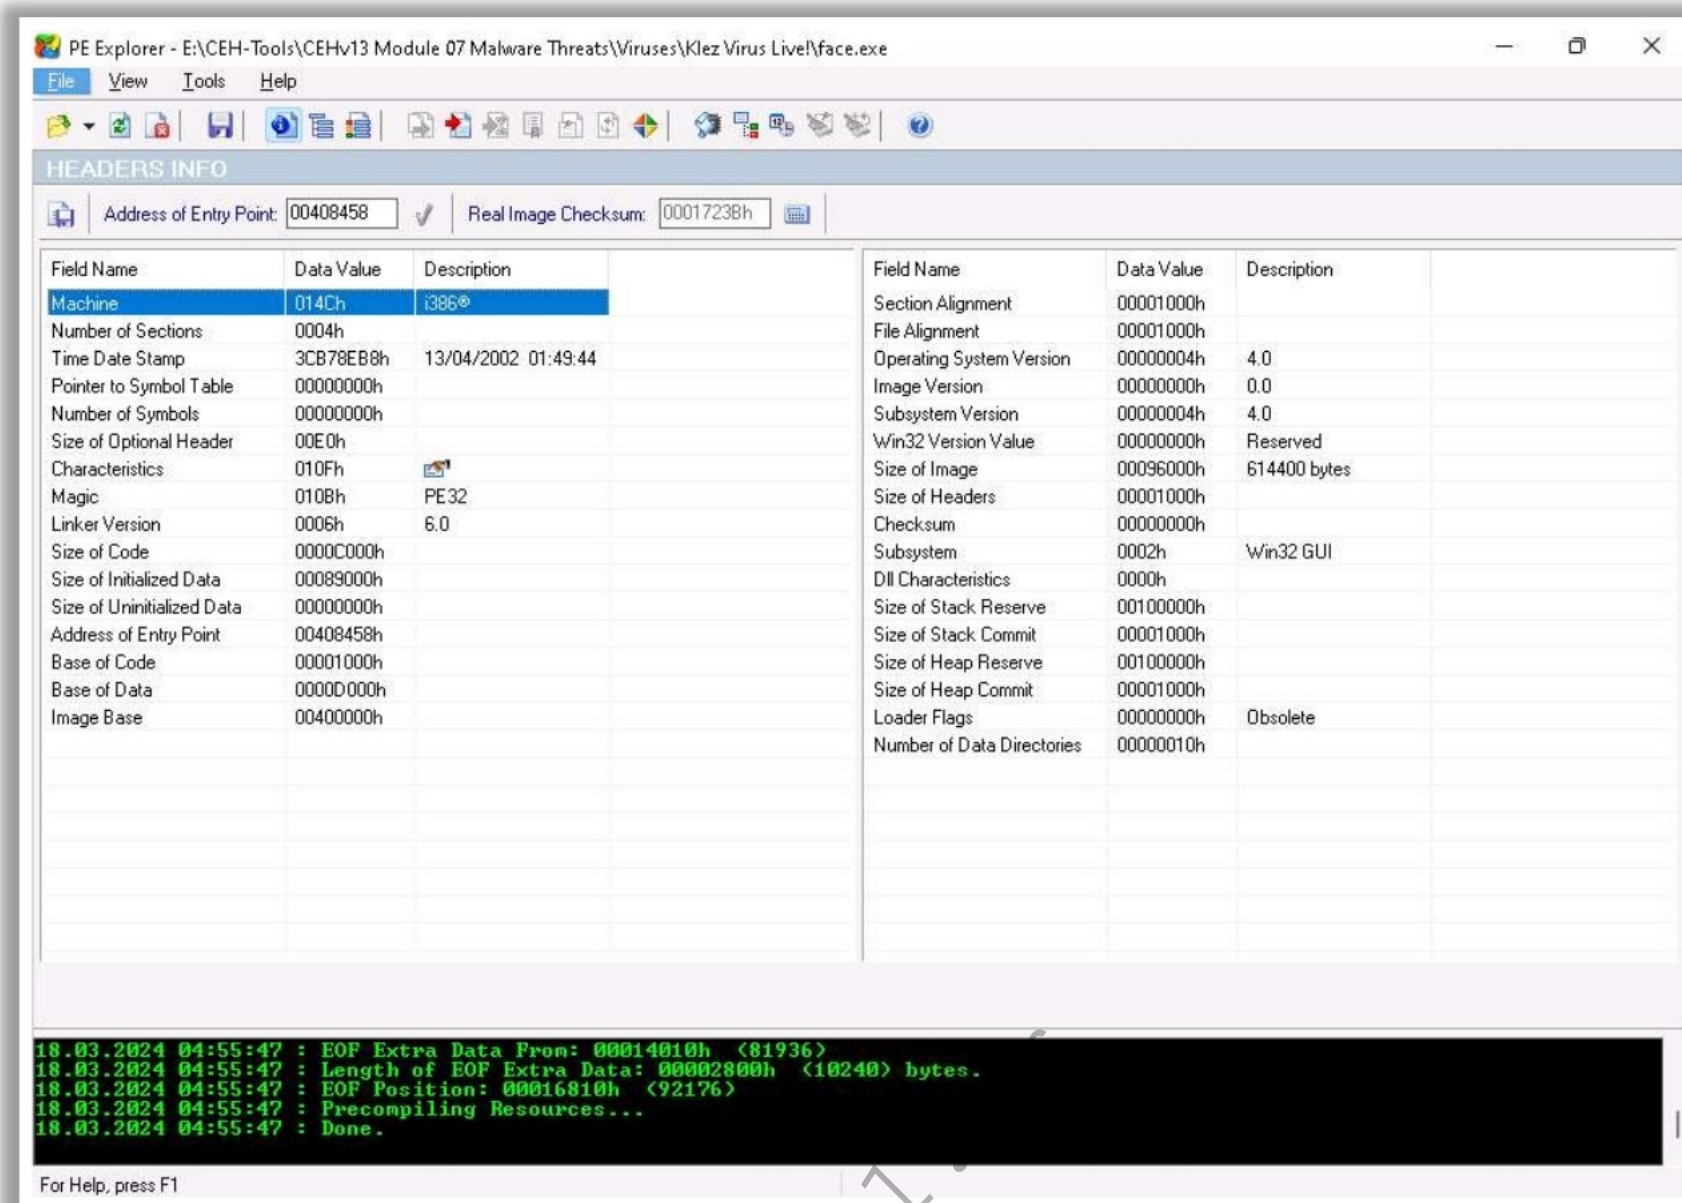 PE Explorer - E:\CEH-Tools\CEHv13 Module 07 Malware Threats\Viruses\Klez Virus Live!\face.exe
File View Tools Help
HEADERS INFO
Address of Entry Point: 00408458 Real Image Checksum: 0001723Bh
Field Name Data Value Description
Machine 014Ch i386®
Number of Sections 0004h
Time Date Stamp 3CB78EB8h 13/04/2002 01:49:44
Pointer to Symbol Table 00000000h
Number of Symbols 00000000h
Size of Optional Header 00E0h
Characteristics 010Fh
Magic 010Bh PE32
Linker Version 0006h 6.0
Size of Code 0000C000h
Size of Initialized Data 00089000h
Size of Uninitialized Data 00000000h
Address of Entry Point 00408458h
Base of Code 00001000h
Base of Data 0000D000h
Image Base 00400000h
Field Name Data Value Description
Section Alignment 00001000h
File Alignment 00001000h
Operating System Version 00000004h 4.0
Image Version 00000000h 0.0
Subsystem Version 00000004h 4.0
Win32 Version Value 00000000h Reserved
Size of Image 00096000h 614400 bytes
Size of Headers 00001000h
Checksum 00000000h
Subsystem 0002h Win32 GUI
Dll Characteristics 0000h
Size of Stack Reserve 00100000h
Size of Stack Commit 00001000h
Size of Heap Reserve 00100000h
Size of Heap Commit 00001000h
Loader Flags 00000000h Obsolete
Number of Data Directories 00000010h
18.03.2024 04:55:47 : EOF Extra Data From: 00014010h (81936)
18.03.2024 04:55:47 : Length of EOF Extra Data: 00002800h (10240) bytes.
18.03.2024 04:55:47 : EOF Position: 00016810h (92176)
18.03.2024 04:55:47 : Precompiling Resources...
18.03.2024 04:55:47 : Done.
For Help, press F1